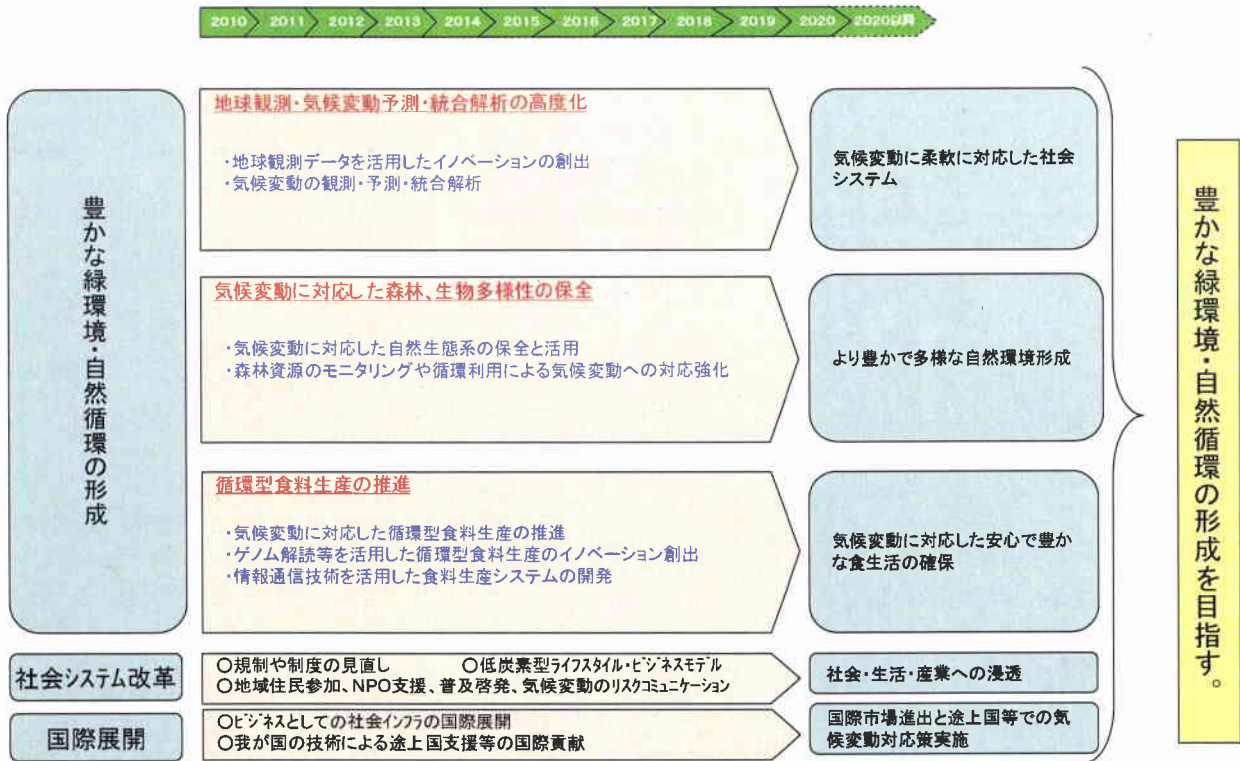 2010 2011 2012 2013 2014 2015 2016 2017 2018 2019 2020 2020以降
豊かな緑環境・自然循環の形成
地球観測・気候変動予測・統合解析の高度化
・地球観測データを活用したイノベーションの創出
・気候変動の観測・予測・統合解析
気候変動に柔軟に対応した社会
システム
気候変動に対応した森林、生物多様性の保全
・気候変動に対応した自然生態系の保全と活用
・森林資源のモニタリングや循環利用による気候変動への対応強化
より豊かで多様な自然環境形成
循環型食料生産の推進
・気候変動に対応した循環型食料生産の推進
・ゲノム解読等を活用した循環型食料生産のイノベーション創出
・情報通信技術を活用した食料生産システムの開発
気候変動に対応した安心で豊か
な食生活の確保
社会システム改革
○規制や制度の見直し ○低炭素型ライフスタイル・ビジネスモデル
○地域住民参加、NPO支援、普及啓発、気候変動のリスクコミュニケーション
社会・生活・産業への浸透
国際展開
○ビジネスとしての社会インフラの国際展開
○我が国の技術による途上国支援等の国際貢献
国際市場進出と途上国等での気
候変動対応策実施
豊かな緑環境・自然循環の形成を目指す。